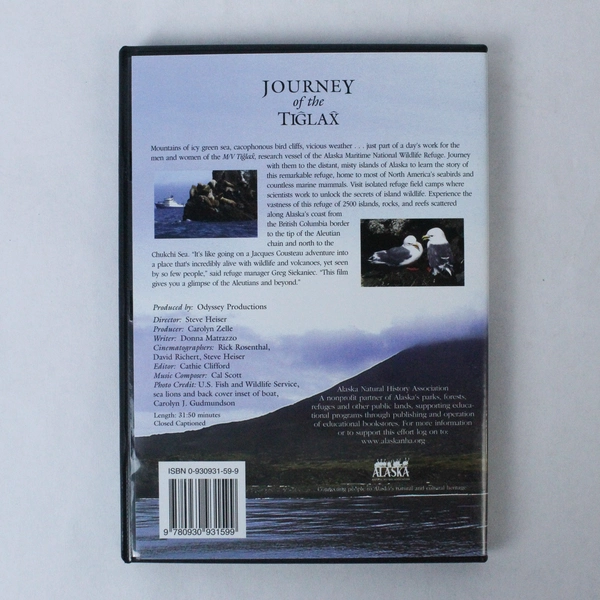 JOURNEY
of the
TIĜLAX̂
Mountains of icy green sea, cacophonous bird cliffs, vicious weather . . . just part of a day's work for the
men and women of the M/V Tiĝlax̂, research vessel of the Alaska Maritime National Wildlife Refuge. Journey
with them to the distant, misty islands of Alaska to learn the story of
this remarkable refuge, home to most of North America's seabirds and
countless marine mammals. Visit isolated refuge field camps where
scientists work to unlock the secrets of island wildlife. Experience the
vastness of this refuge of 2500 islands, rocks, and reefs scattered
along Alaska's coast from
the British Columbia border
to the tip of the Aleutian
chain and north to the
Chukchi Sea. "It's like going on a Jacques Cousteau adventure into
a place that's incredibly alive with wildlife and volcanoes, yet seen
by so few people," said refuge manager Greg Siekaniec. "This film
gives you a glimpse of the Aleutians and beyond."
Produced by: Odyssey Productions
Director: Steve Heiser
Producer: Carolyn Zelle
Writer: Donna Matrazzo
Cinematographers: Rick Rosenthal,
David Richert, Steve Heiser
Editor: Cathie Clifford
Music Composer: Cal Scott
Photo Credit: U.S. Fish and Wildlife Service,
sea lions and back cover inset of boat,
Carolyn J. Gudmundson
Length: 31:50 minutes
Closed Captioned
Alaska Natural History Association
A nonprofit partner of Alaska's parks, forests,
refuges and other public lands, supporting educa-
tional programs through publishing and operation
of educational bookstores. For more information
or to support this effort log on to:
www.alaskanha.org
ALASKA
Connecting people to Alaska's natural and cultural heritage
ISBN 0-930931-59-9
9 780930 931599